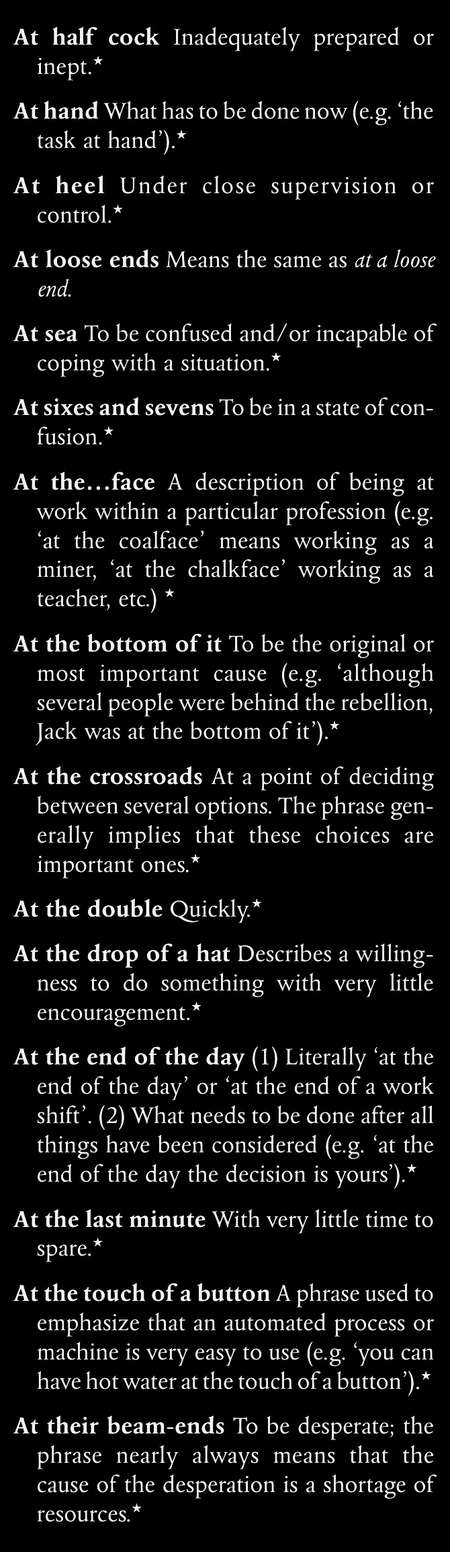 At half cock Inadequately prepared or
inept.★
At hand What has to be done now (e.g. ‘the
task at hand’).★
At heel Under close supervision or
control.★
At loose ends Means the same as at a loose
end.
At sea To be confused and/or incapable of
coping with a situation.★
At sixes and sevens To be in a state of con-
fusion.★
At the…face A description of being at
work within a particular profession (e.g.
‘at the coalface’ means working as a
miner, ‘at the chalkface’ working as a
teacher, etc.) ★
At the bottom of it To be the original or
most important cause (e.g. ‘although
several people were behind the rebellion,
Jack was at the bottom of it’).★
At the crossroads At a point of deciding
between several options. The phrase gen-
erally implies that these choices are
important ones.★
At the double Quickly.★
At the drop of a hat Describes a willing-
ness to do something with very little
encouragement.★
At the end of the day (1) Literally ‘at the
end of the day’ or ‘at the end of a work
shift’. (2) What needs to be done after all
things have been considered (e.g. ‘at the
end of the day the decision is yours’).★
At the last minute With very little time to
spare.★
At the touch of a button A phrase used to
emphasize that an automated process or
machine is very easy to use (e.g. ‘you can
have hot water at the touch of a button’).★
At their beam-ends To be desperate; the
phrase nearly always means that the
cause of the desperation is a shortage of
resources.★